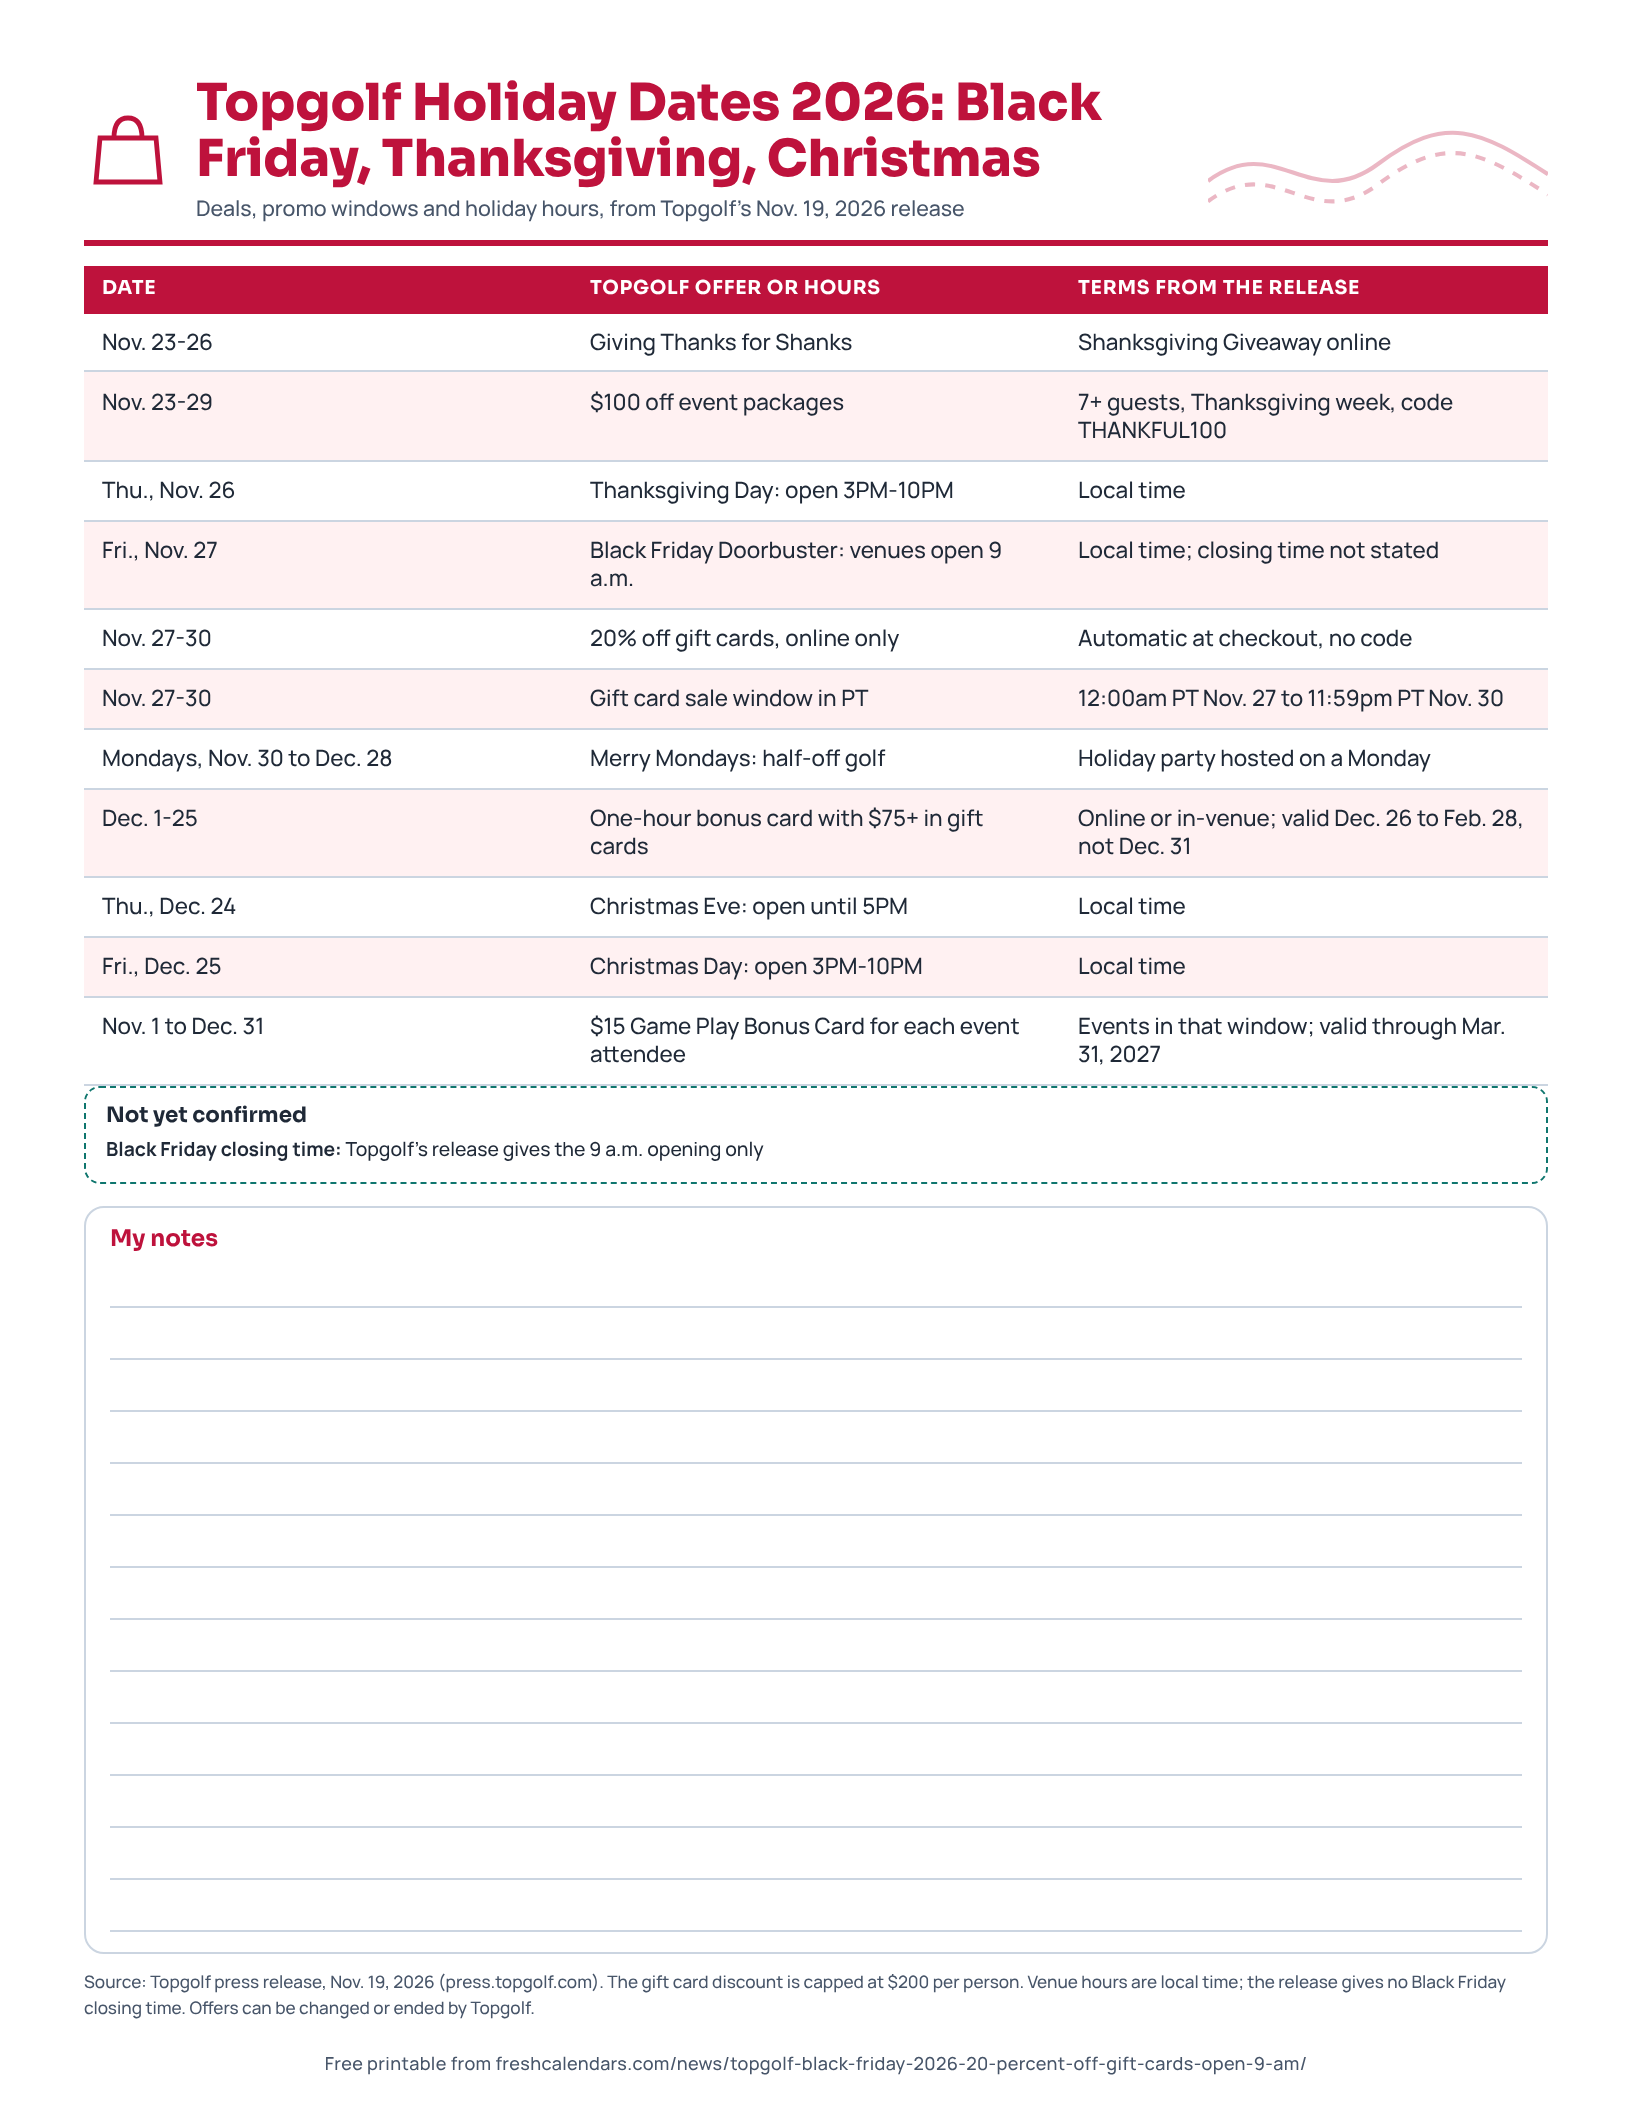 Topgolf Holiday Dates 2026: Black
Friday, Thanksgiving, Christmas
Deals, promo windows and holiday hours, from Topgolf's Nov. 19, 2026 release
DATE TOPGOLF OFFER OR HOURS TERMS FROM THE RELEASE
Nov. 23-26 Giving Thanks for Shanks Shanksgiving Giveaway online
Nov. 23-29 $100 off event packages 7+ guests, Thanksgiving week, code
THANKFUL100
Thu., Nov. 26 Thanksgiving Day: open 3PM-10PM Local time
Fri., Nov. 27 Black Friday Doorbuster: venues open 9 Local time; closing time not stated
a.m.
Nov. 27-30 20% off gift cards, online only Automatic at checkout, no code
Nov. 27-30 Gift card sale window in PT 12:00am PT Nov. 27 to 11:59pm PT Nov. 30
Mondays, Nov. 30 to Dec. 28 Merry Mondays: half-off golf Holiday party hosted on a Monday
Dec. 1-25 One-hour bonus card with $75+ in gift Online or in-venue; valid Dec. 26 to Feb. 28,
cards not Dec. 31
Thu., Dec. 24 Christmas Eve: open until 5PM Local time
Fri., Dec. 25 Christmas Day: open 3PM-10PM Local time
Nov. 1 to Dec. 31 $15 Game Play Bonus Card for each event Events in that window; valid through Mar.
attendee 31, 2027
Not yet confirmed
Black Friday closing time: Topgolf's release gives the 9 a.m. opening only
My notes
Source: Topgolf press release, Nov. 19, 2026 (press.topgolf.com). The gift card discount is capped at $200 per person. Venue hours are local time; the release gives no Black Friday
closing time. Offers can be changed or ended by Topgolf.
Free printable from freshcalendars.com/news/topgolf-black-friday-2026-20-percent-off-gift-cards-open-9-am/